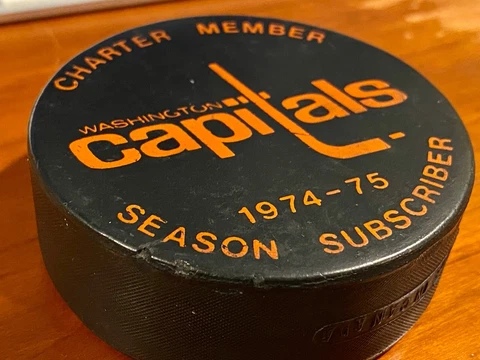 CHARTER MEMBER
WASHINGTON
capitals
1974-75
SEASON SUBSCRIBER